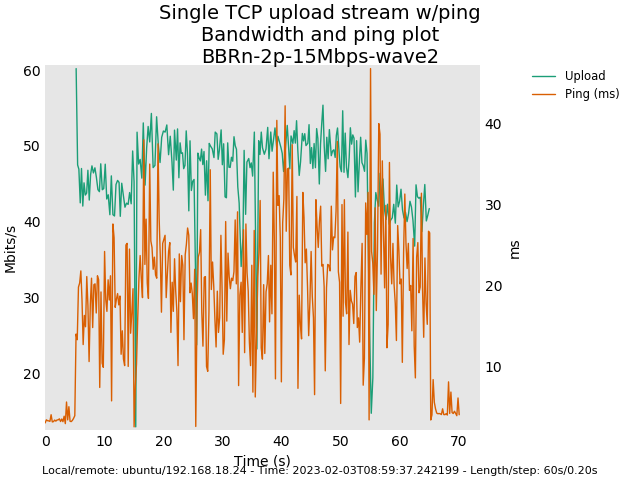 Single TCP upload stream w/ping
Bandwidth and ping plot
BBRn-2p-15Mbps-wave2
Upload
Ping (ms)
60
50
40
30
20
Mbits/s
40
30
20
10
ms
0 10 20 30 40 50 60 70
Time (s)
Local/remote: ubuntu/192.168.18.24 - Time: 2023-02-03T08:59:37.242199 - Length/step: 60s/0.20s